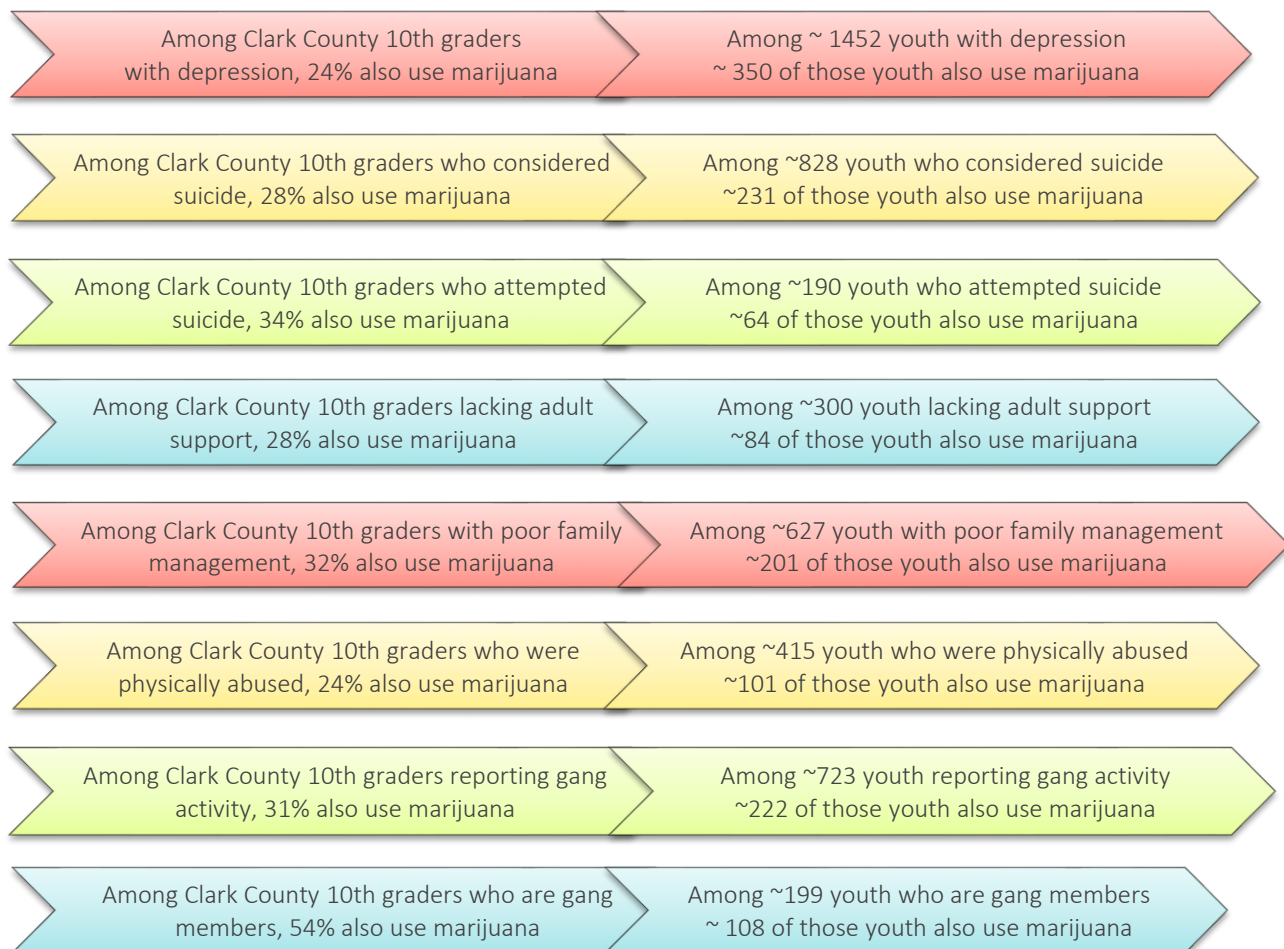 Among Clark County 10th graders
with depression, 24% also use marijuana
Among ~ 1452 youth with depression
~ 350 of those youth also use marijuana
Among Clark County 10th graders who considered
suicide, 28% also use marijuana
Among ~828 youth who considered suicide
~231 of those youth also use marijuana
Among Clark County 10th graders who attempted
suicide, 34% also use marijuana
Among ~190 youth who attempted suicide
~64 of those youth also use marijuana
Among Clark County 10th graders lacking adult
support, 28% also use marijuana
Among ~300 youth lacking adult support
~84 of those youth also use marijuana
Among Clark County 10th graders with poor family
management, 32% also use marijuana
Among ~627 youth with poor family management
~201 of those youth also use marijuana
Among Clark County 10th graders who were
physically abused, 24% also use marijuana
Among ~415 youth who were physically abused
~101 of those youth also use marijuana
Among Clark County 10th graders reporting gang
activity, 31% also use marijuana
Among ~723 youth reporting gang activity
~222 of those youth also use marijuana
Among Clark County 10th graders who are gang
members, 54% also use marijuana
Among ~199 youth who are gang members
~ 108 of those youth also use marijuana